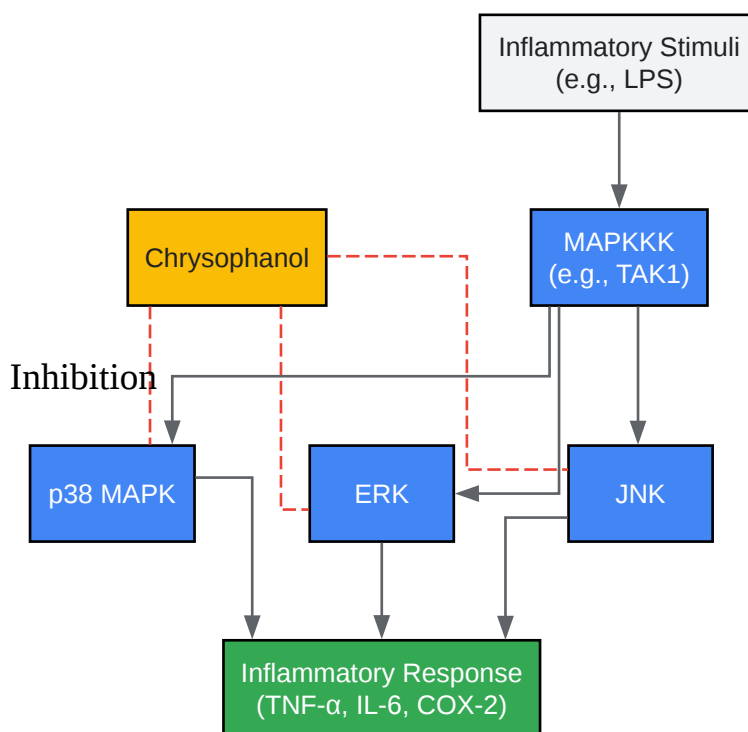 Inflammatory Stimuli
(e.g., LPS)
Chrysophanol
MAPKKK
(e.g., TAK1)
Inhibition
p38 MAPK
ERK
JNK
Inflammatory Response
(TNF-α, IL-6, COX-2)